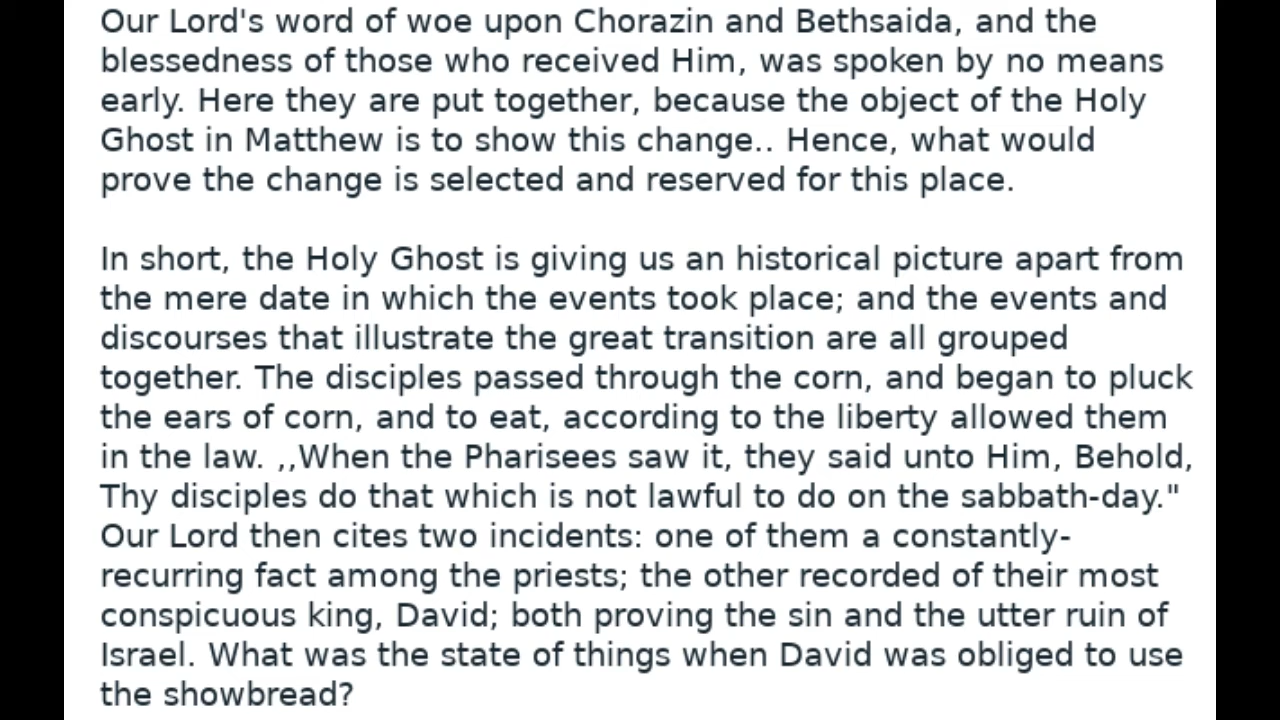 Our Lord's word of woe upon Chorazin and Bethsaida, and the
blessedness of those who received Him, was spoken by no means
early. Here they are put together, because the object of the Holy
Ghost in Matthew is to show this change.. Hence, what would
prove the change is selected and reserved for this place.

In short, the Holy Ghost is giving us an historical picture apart from
the mere date in which the events took place; and the events and
discourses that illustrate the great transition are all grouped
together. The disciples passed through the corn, and began to pluck
the ears of corn, and to eat, according to the liberty allowed them
in the law. ,,When the Pharisees saw it, they said unto Him, Behold,
Thy disciples do that which is not lawful to do on the sabbath-day."
Our Lord then cites two incidents: one of them a constantly-
recurring fact among the priests; the other recorded of their most
conspicuous king, David; both proving the sin and the utter ruin of
Israel. What was the state of things when David was obliged to use
the showbread?